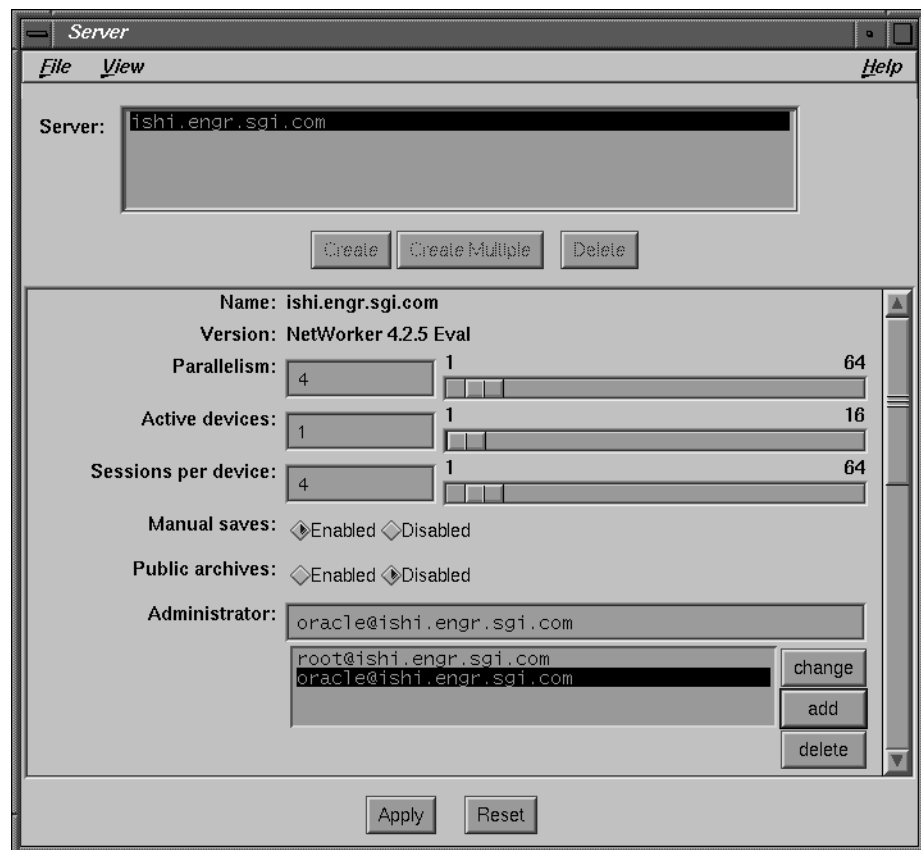 Server
File View Help
Server: ishi.engr.sgi.com
Create Create Multiple Delete
Name: ishi.engr.sgi.com
Version: NetWorker 4.2.5 Eval
Parallelism: 4 1 64
Active devices: 1 1 16
Sessions per device: 4 1 64
Manual saves: Enabled Disabled
Public archives: Enabled Disabled
Administrator: oracle@ishi.engr.sgi.com
root@ishi.engr.sgi.com change
oracle@ishi.engr.sgi.com
add
delete
Apply Reset